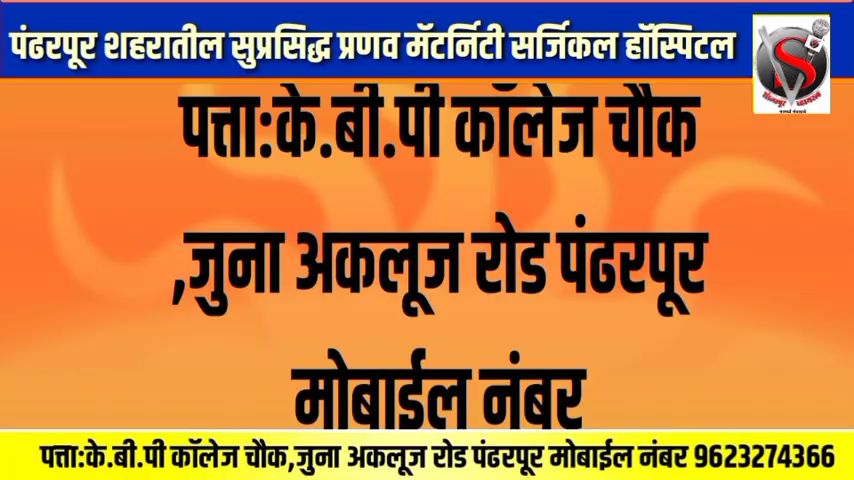 पंढरपूर शहरातील सुप्रसिद्ध प्रणव मॅटर्निटी सर्जिकल हॉस्पिटल
पत्ता:के.बी.पी कॉलेज चौक
,जुना अकलूज रोड पंढरपूर
मोबाईल नंबर
पत्ता:के.बी.पी कॉलेज चौक,जुना अकलूज रोड पंढरपूर मोबाईल नंबर 9623274366